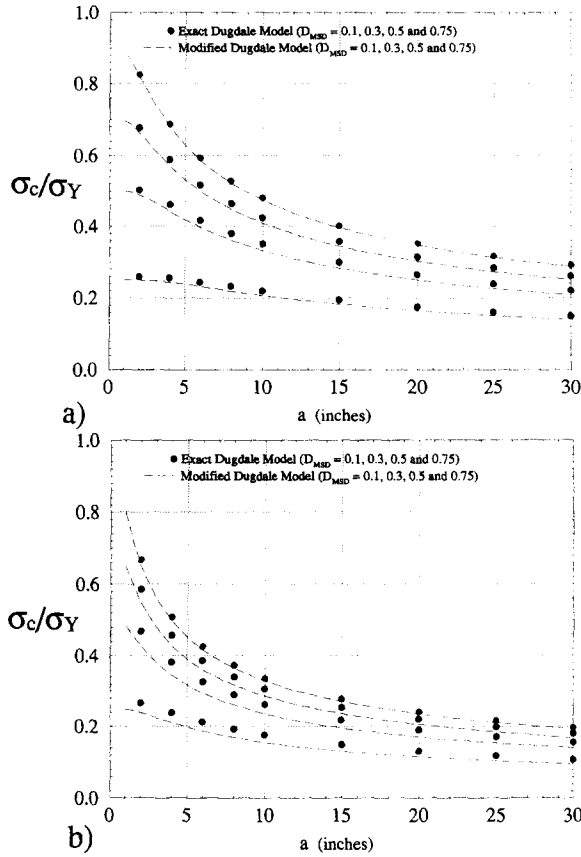 1.0
● Exact Dugdale Model (D_MSD = 0.1, 0.3, 0.5 and 0.75)
Modified Dugdale Model (D_MSD = 0.1, 0.3, 0.5 and 0.75)
0.8
0.6
σc/σY
0.4
0.2
0.0
0 5 10 15 20 25 30
a (inches)
a)
1.0
● Exact Dugdale Model (D_MSD = 0.1, 0.3, 0.5 and 0.75)
Modified Dugdale Model (D_MSD = 0.1, 0.3, 0.5 and 0.75)
0.8
0.6
σc/σY
0.4
0.2
0.0
0 5 10 15 20 25 30
a (inches)
b)